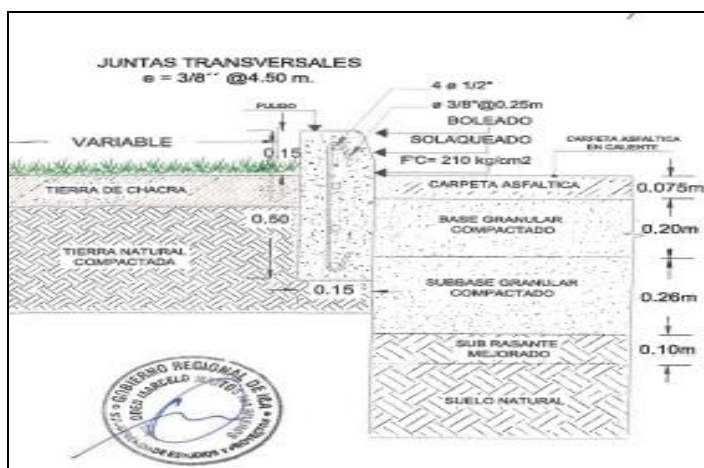 JUNTAS TRANSVERSALES
e = 3/8´´ @4.50 m.
4 ø 1/2"
ø 3/8"@0.25m
PULIDO
BOLEADO
VARIABLE
0.15
SOLAQUEADO
CARPETA ASFALTICA
EN CALIENTE
F'C= 210 kg/cm2
TIERRA DE CHACRA
CARPETA ASFALTICA
0.075m
0.50
BASE GRANULAR
COMPACTADO
0.20m
TIERRA NATURAL
COMPACTADA
0.15
SUBBASE GRANULAR
COMPACTADO
0.26m
SUB RASANTE
MEJORADO
0.10m
SUELO NATURAL
GOBIERNO REGIONAL DE ICA
DE ESTUDIOS Y PROYECTOS